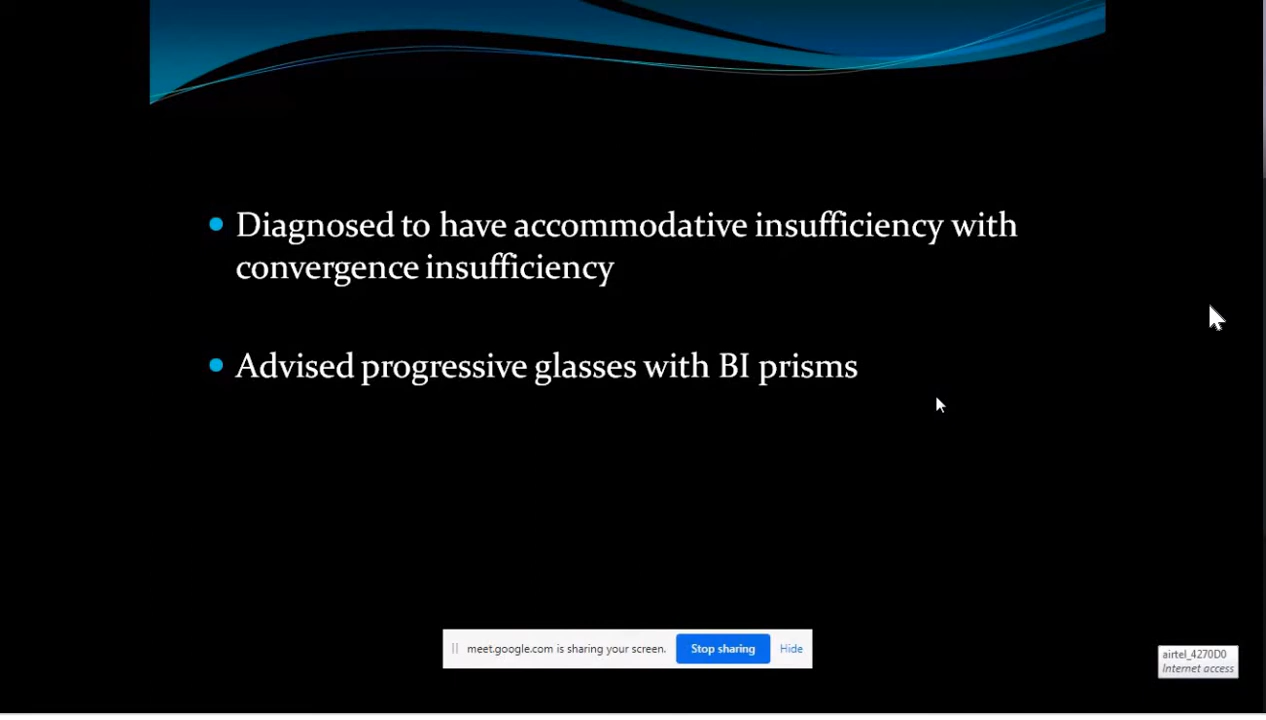 Diagnosed to have accommodative insufficiency with
convergence insufficiency
Advised progressive glasses with BI prisms
meet.google.com is sharing your screen. Stop sharing Hide
airtel_4270D0
Internet access